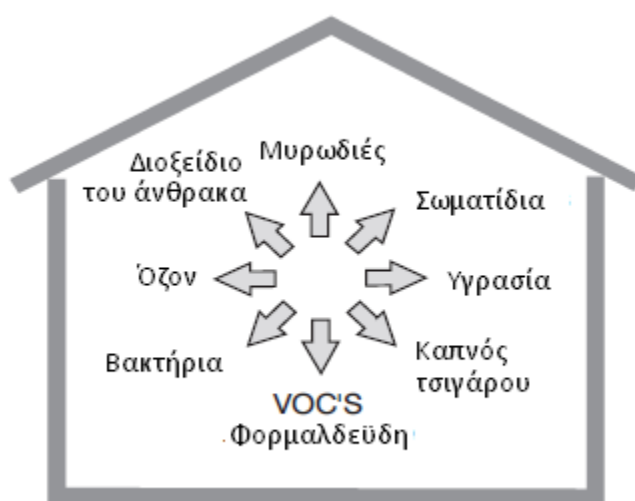 Μυρωδιές
Διοξείδιο
του άνθρακα
Σωματίδια
Όζον
Υγρασία
Βακτήρια
Καπνός
τσιγάρου
VOC'S
Φορμαλδεϋδη